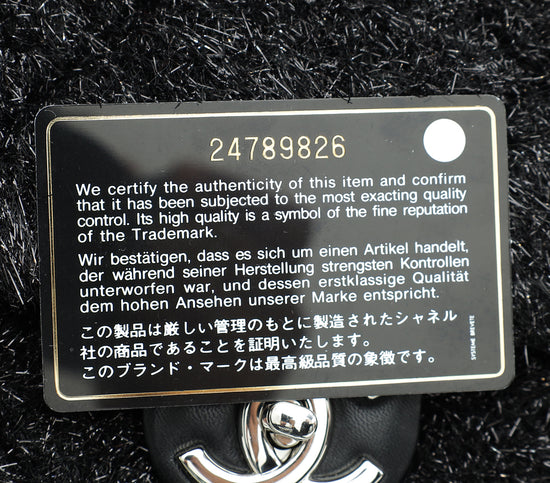 24789826
We certify the authenticity of this item and confirm
that it has been subjected to the most exacting quality
control. Its high quality is a symbol of the fine reputation
of the Trademark.
Wir bestätigen, dass es sich um einen Artikel handelt,
der während seiner Herstellung strengsten Kontrollen
unterworfen war, und dessen erstklassige Qualität
dem hohen Ansehen unserer Marke entspricht.
この製品は厳しい管理のもとに製造されたシャネル
社の商品であることを証明いたします。
このブランド・マークは最高級品質の象徴です。
SYSTEME BREVETE